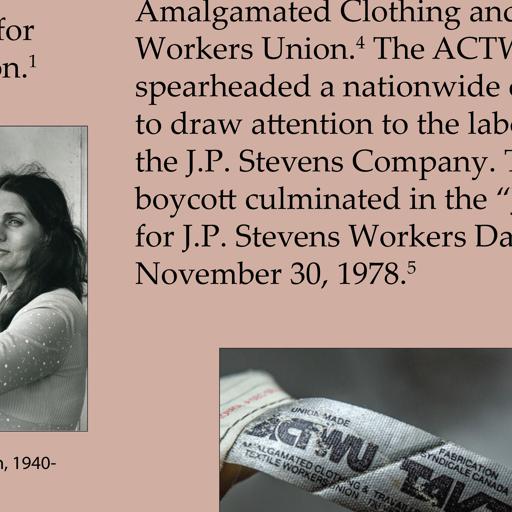 for
on.¹
Amalgamated Clothing and
Workers Union.⁴ The ACTW
spearheaded a nationwide
to draw attention to the lab
the J.P. Stevens Company.
boycott culminated in the “
for J.P. Stevens Workers Da
November 30, 1978.⁵
n, 1940-
UNION MADE
ACTWU
AMALGAMATED CLOTHING &
TEXTILE WORKERS UNION
FABRICATION
SYNDICALE CANADA